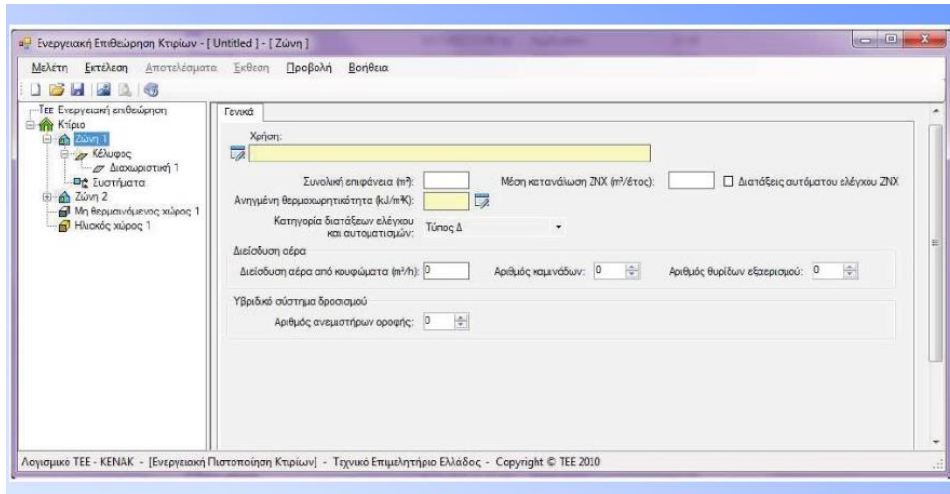 Ενεργειακή Επιθεώρηση Κτιρίων - [ Untitled ] - [ Ζώνη ]
Μελέτη Εκτέλεση Αποτελέσματα Έκθεση Προβολή Βοήθεια
ΤΕΕ Ενεργειακή επιθεώρηση
Κτίριο
Ζώνη 1
Κέλυφος
Διαχωριστική 1
Συστήματα
Ζώνη 2
Μη θερμαινόμενος χώρος 1
Ηλιακός χώρος 1
Γενικά
Χρήση:
Συνολική επιφάνεια (m²): Μέση κατανάλωση ΖΝΧ (m³/έτος): Διατάξεις αυτόματου ελέγχου ΖΝΧ
Ανηγμένη θερμοχωρητικότητα (kJ/m²K):
Κατηγορία διατάξεων ελέγχου
και αυτοματισμών: Τύπος Δ
Διείσδυση αέρα
Διείσδυση αέρα από κουφώματα (m³/h): 0 Αριθμός καμινάδων: 0 Αριθμός θυρίδων εξαερισμού: 0
Υβριδικό σύστημα δροσισμού
Αριθμός ανεμιστήρων οροφής: 0
Λογισμικό ΤΕΕ - ΚΕΝΑΚ - [Ενεργειακή Πιστοποίηση Κτιρίων] - Τεχνικό Επιμελητήριο Ελλάδος - Copyright © TEE 2010